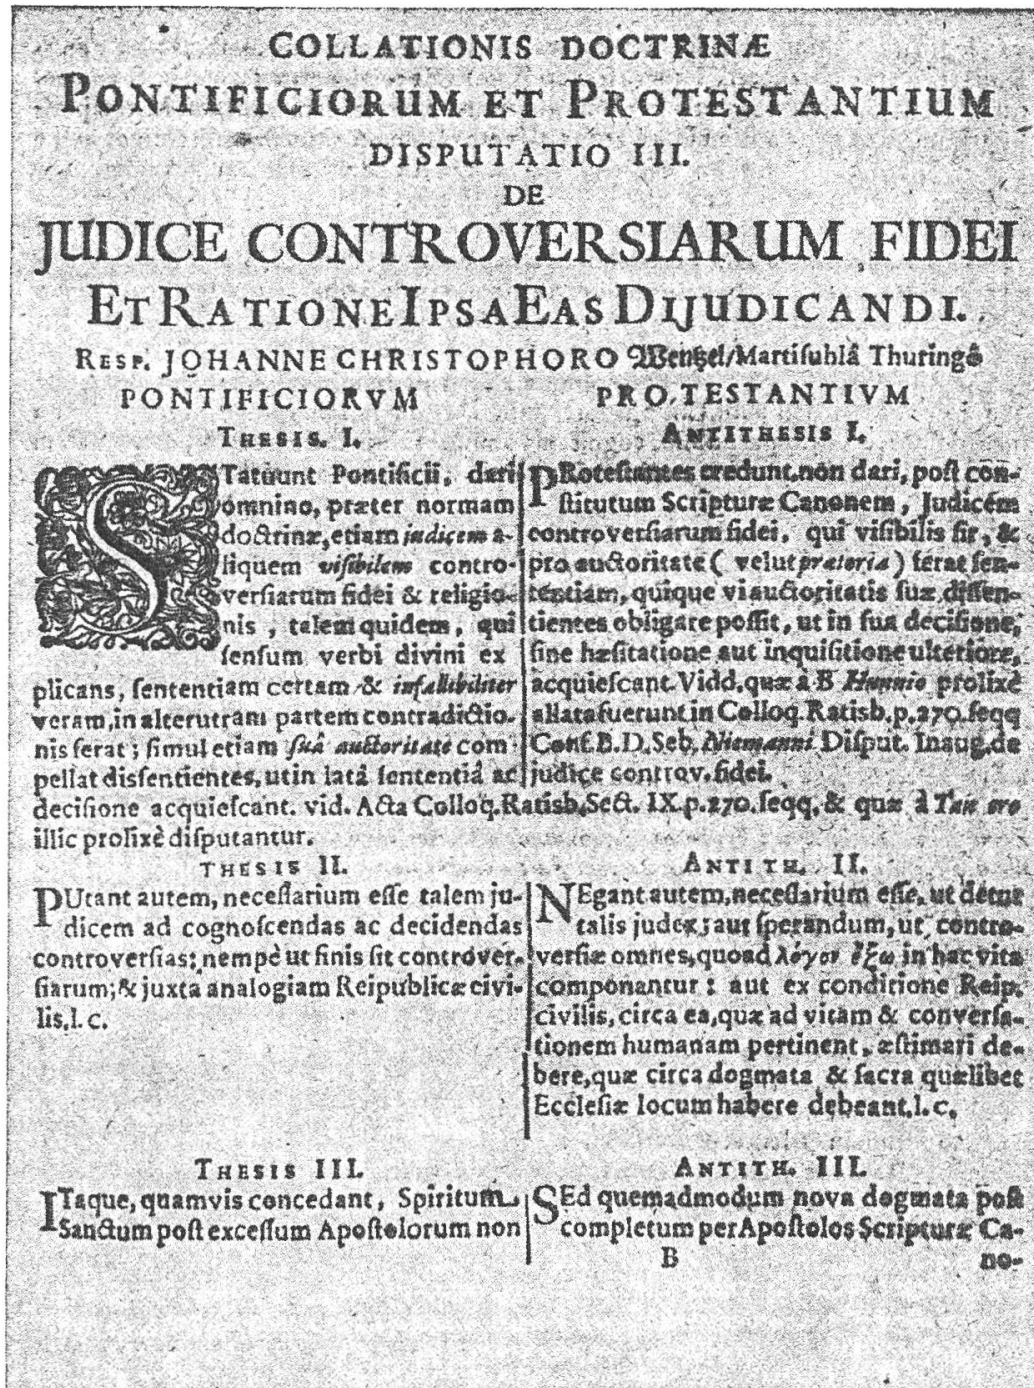 COLLATIONIS DOCTRINÆ
PONTIFICIORUM ET PROTESTANTIUM
DISPUTATIO III.
DE
JUDICE CONTROVERSIARUM FIDEI
ET RATIONE IPSA EAS DIJUDICANDI.
RESP. JOHANNE CHRISTOPHORO Wentzel/Martiſuhlâ Thuringô
PONTIFICIORVM
THESIS. I.
STatuunt Pontificii, dari
omnino, præter normam
doctrinæ, etiam judicem a-
liquem viſibilem contro-
verſiarum fidei & religio-
nis, talem quidem, qui
ſenſum verbi divini ex
plicans, ſententiam certam & infallibiliter
veram, in alterutram partem contradictio-
nis ferat; ſimul etiam ſuâ auctoritate com
pellat disſentientes, ut in latâ ſententiâ ac
deciſione acquieſcant. vid. Acta Colloq. Ratisb. Sect. IX. p. 270. ſeqq. & quæ à
illic prolixè diſputantur.
PROTESTANTIVM
ANTITHESIS I.
PRoteſtantes credunt non dari, poſt con-
ſtitutum Scripturæ Canonem, Judicem
controverſiarum fidei, qui viſibilis ſit, &
pro auctoritate (velut prætoria) ferat ſen-
tentiam, quique vi auctoritatis ſuæ diſſen-
tientes obligare poſſit, ut in ſua deciſione,
ſine hæſitatione aut inquiſitione ulteriore,
acquieſcant. Vidd. quæ à B Hunnio prolixè
allata fuerunt in Colloq. Ratisb. p. 270. ſeqq
Conf. B. D. Seb. Niemanni Diſput. Inaug. de
judice controv. fidei.
THESIS II.
PUtant autem, neceſſarium eſſe talem ju-
dicem ad cognoſcendas ac decidendas
controverſias; nempè ut finis ſit controver-
ſiarum; & juxta analogiam Reipublicæ civi-
lis. l. c.
ANTITH. II.
NEgant autem, neceſſarium eſſe, ut detur
talis judex; aut ſperandum, ut contro-
verſiæ omnes, quoad λόγον ἔξω in hac vita
componantur: aut ex conditione Reip.
civilis, circa ea, quæ ad vitam & converſa-
tionem humanam pertinent, æſtimari de-
bere, quæ circa dogmata & ſacra quælibet
Eccleſiæ locum habere debeant. l. c.
THESIS III.
ITaque, quamvis concedant, Spiritum
Sanctum poſt exceſſum Apoſtolorum non
ANTITH. III.
SEd quemadmodum nova dogmata poſt
completum per Apoſtolos Scripturæ Ca-
B
no-